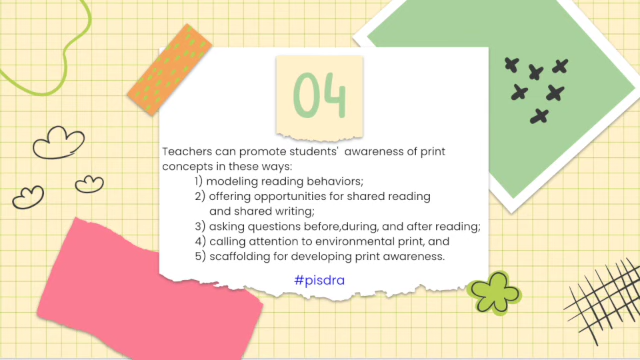 04
Teachers can promote students' awareness of print
concepts in these ways:
1) modeling reading behaviors;
2) offering opportunities for shared reading
and shared writing;
3) asking questions before,during, and after reading;
4) calling attention to environmental print, and
5) scaffolding for developing print awareness.
#pisdra